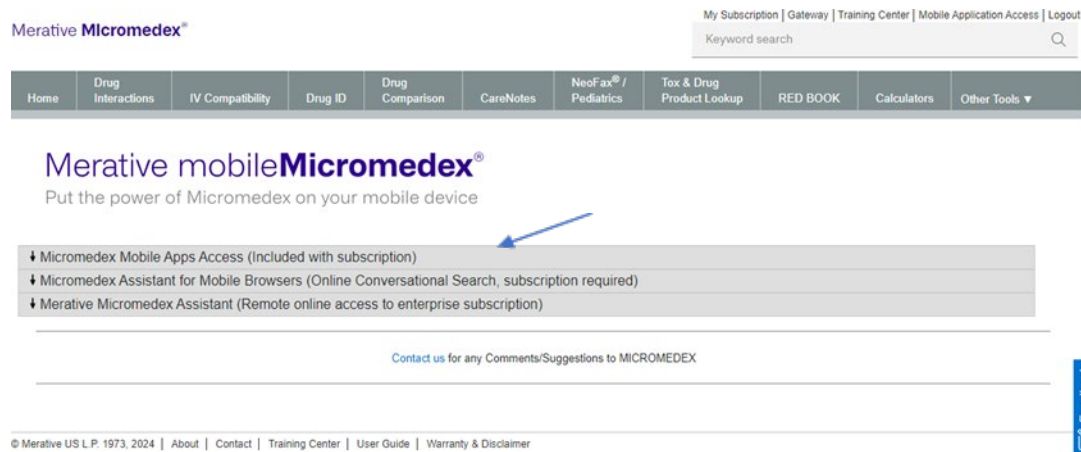 My Subscription | Gateway | Training Center | Mobile Application Access | Logout
Merative MIcromedex®
Keyword search
Home
Drug Interactions
IV Compatibility
Drug ID
Drug Comparison
CareNotes
NeoFax® / Pediatrics
Tox & Drug Product Lookup
RED BOOK
Calculators
Other Tools ▼
Merative mobileMicromedex®
Put the power of Micromedex on your mobile device
Micromedex Mobile Apps Access (Included with subscription)
Micromedex Assistant for Mobile Browsers (Online Conversational Search, subscription required)
Merative Micromedex Assistant (Remote online access to enterprise subscription)
Contact us for any Comments/Suggestions to MICROMEDEX
© Merative US L.P. 1973, 2024 | About | Contact | Training Center | User Guide | Warranty & Disclaimer